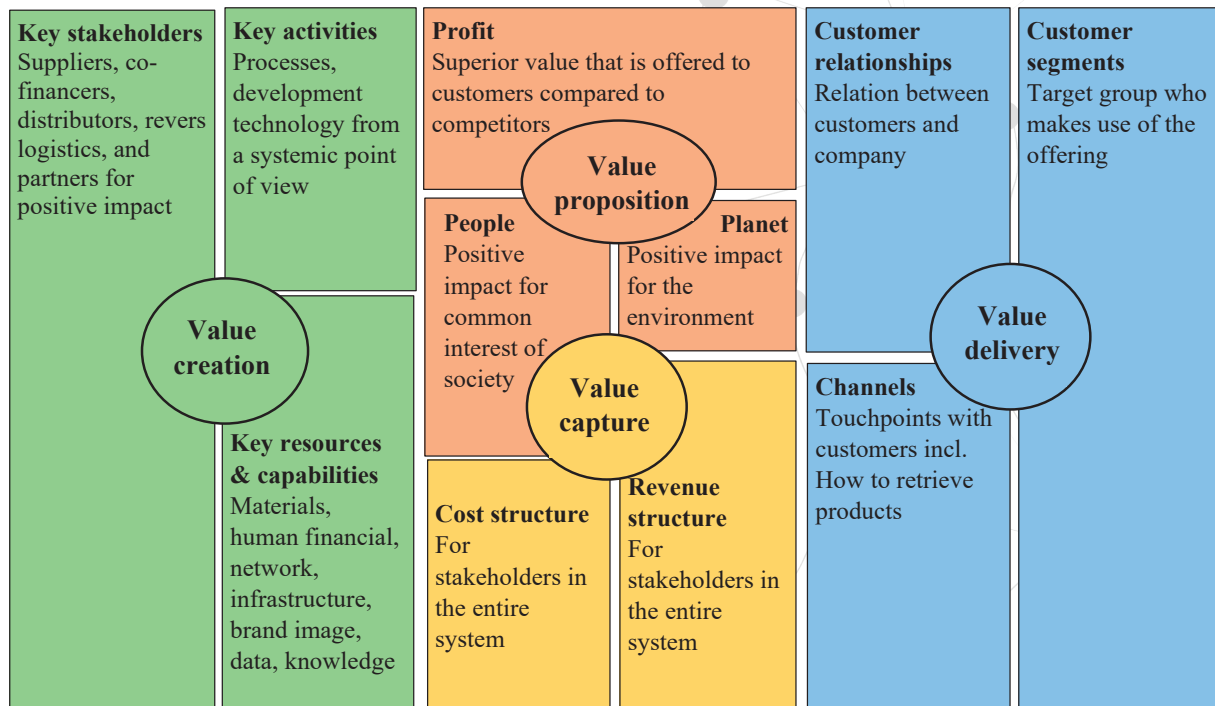 Key stakeholders
Suppliers, co-
financers,
distributors, revers
logistics, and
partners for
positive impact
Key activities
Processes,
development
technology from
a systemic point
of view
Value
creation
Key resources
& capabilities
Materials,
human financial,
network,
infrastructure,
brand image,
data, knowledge
Profit
Superior value that is offered to
customers compared to
competitors
Value
proposition
People
Positive
impact for
common
interest of
society
Planet
Positive impact
for the
environment
Value
capture
Cost structure
For
stakeholders in
the entire
system
Revenue
structure
For
stakeholders in
the entire
system
Customer
relationships
Relation between
customers and
company
Customer
segments
Target group who
makes use of the
offering
Value
delivery
Channels
Touchpoints with
customers incl.
How to retrieve
products